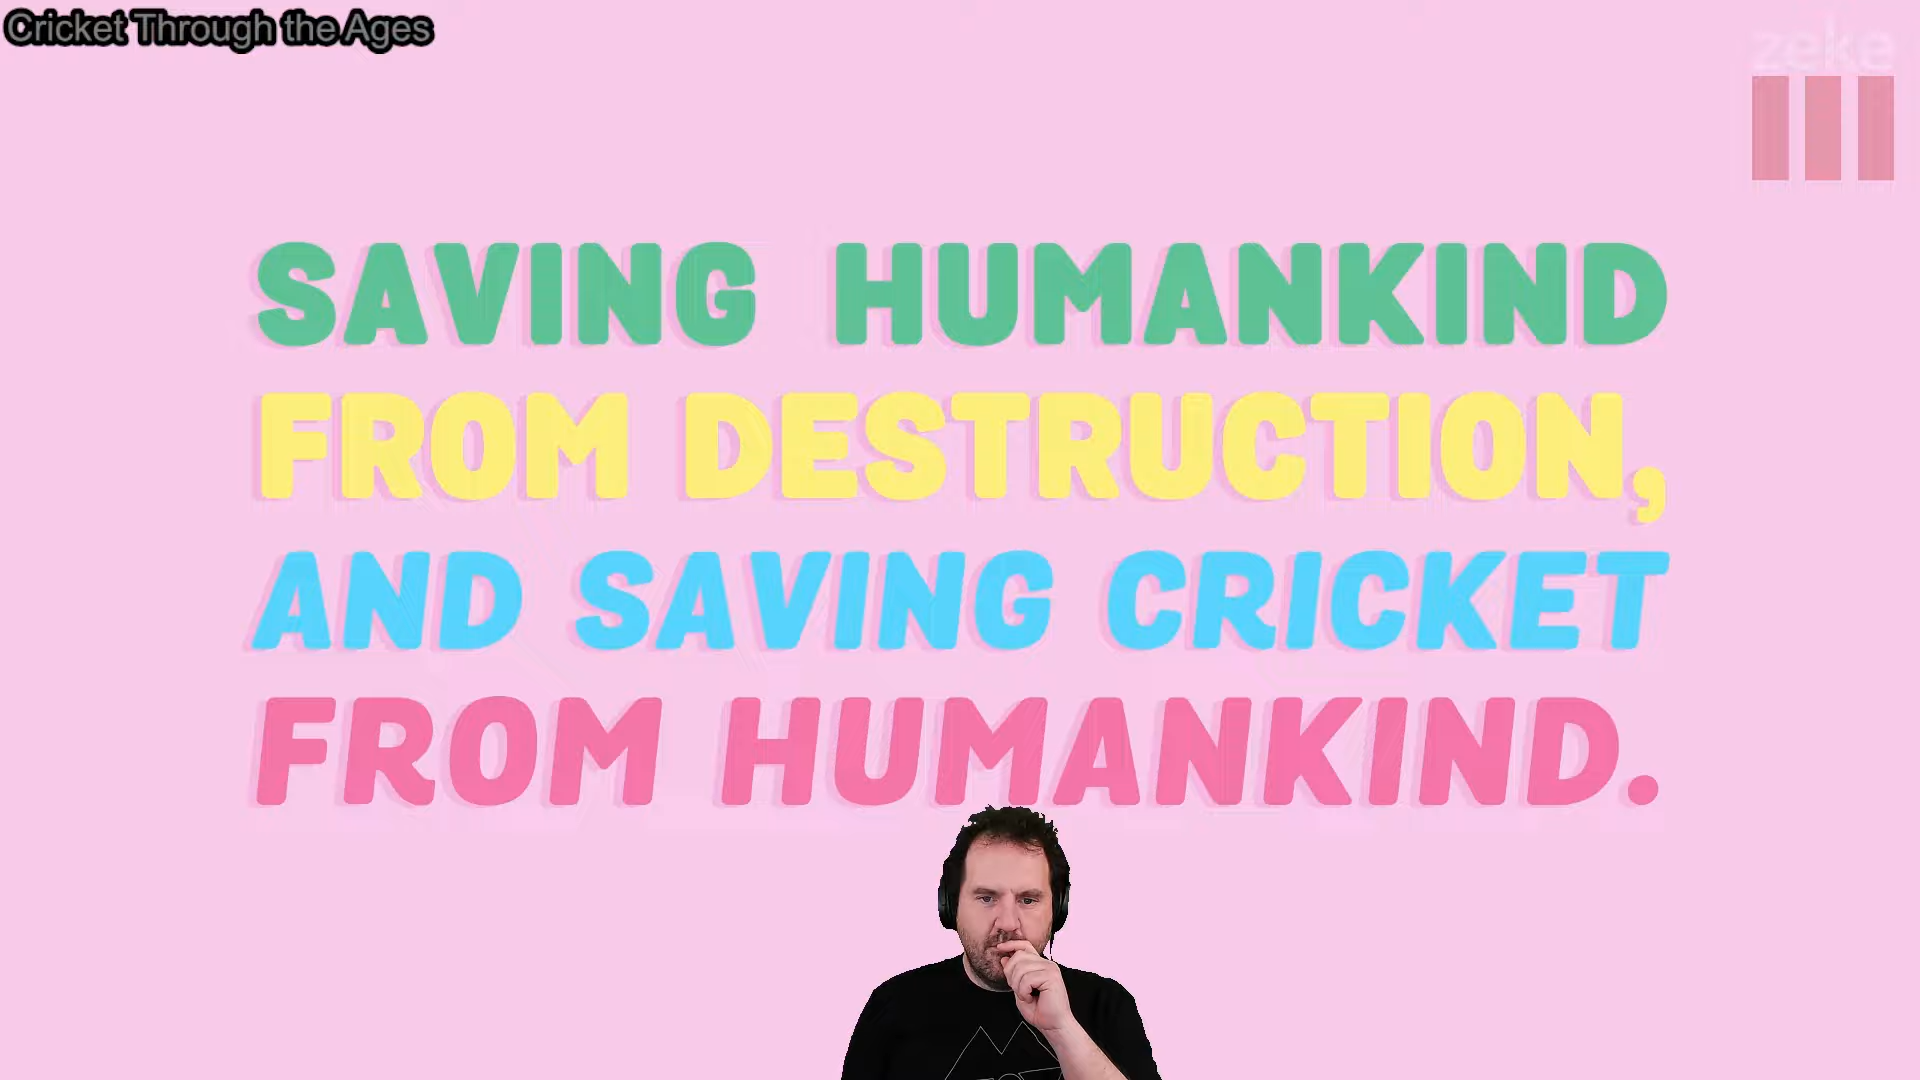 Cricket Through the Ages
zeke
SAVING HUMANKIND
FROM DESTRUCTION,
AND SAVING CRICKET
FROM HUMANKIND.